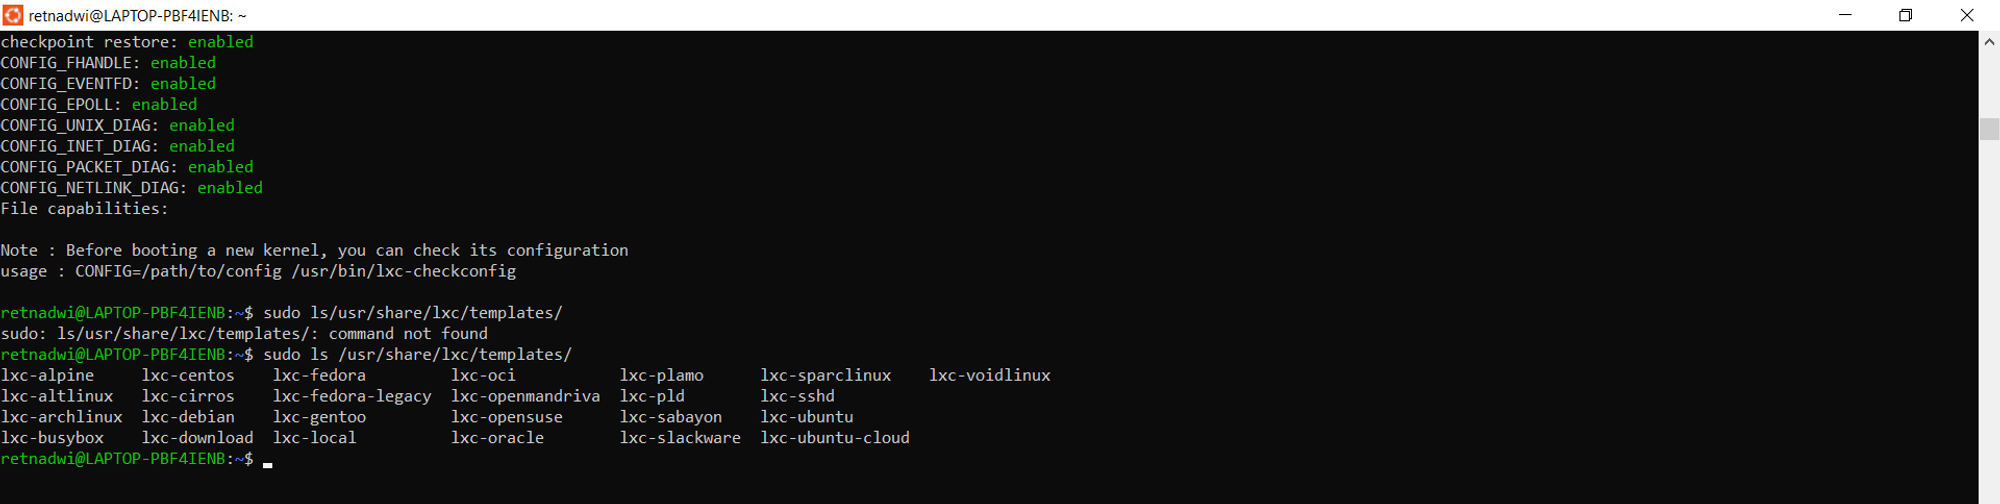 retnadwi@LAPTOP-PBF4IENB: ~
checkpoint restore: enabled
CONFIG_FHANDLE: enabled
CONFIG_EVENTFD: enabled
CONFIG_EPOLL: enabled
CONFIG_UNIX_DIAG: enabled
CONFIG_INET_DIAG: enabled
CONFIG_PACKET_DIAG: enabled
CONFIG_NETLINK_DIAG: enabled
File capabilities:
Note : Before booting a new kernel, you can check its configuration
usage : CONFIG=/path/to/config /usr/bin/lxc-checkconfig
retnadwi@LAPTOP-PBF4IENB:~$ sudo ls/usr/share/lxc/templates/
sudo: ls/usr/share/lxc/templates/: command not found
retnadwi@LAPTOP-PBF4IENB:~$ sudo ls /usr/share/lxc/templates/
lxc-alpine lxc-centos lxc-fedora lxc-oci lxc-plamo lxc-sparclinux lxc-voidlinux
lxc-altlinux lxc-cirros lxc-fedora-legacy lxc-openmandriva lxc-pld lxc-sshd
lxc-archlinux lxc-debian lxc-gentoo lxc-opensuse lxc-sabayon lxc-ubuntu
lxc-busybox lxc-download lxc-local lxc-oracle lxc-slackware lxc-ubuntu-cloud
retnadwi@LAPTOP-PBF4IENB:~$